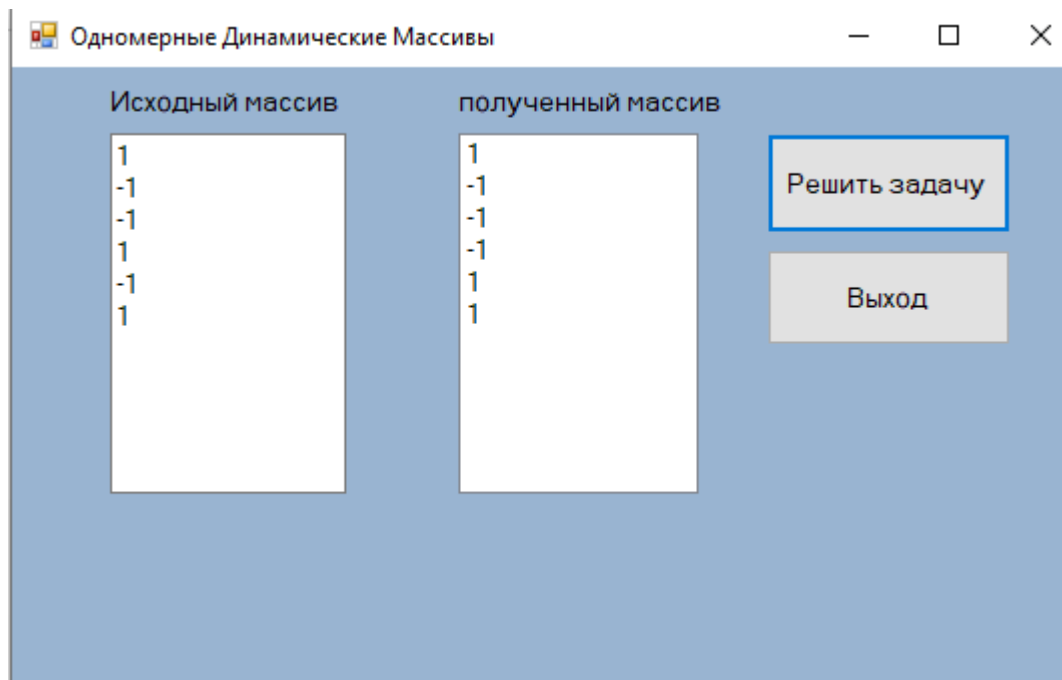 Одномерные Динамические Массивы
Исходный массив
1
-1
-1
1
-1
1
полученный массив
1
-1
-1
-1
1
1
Решить задачу
Выход